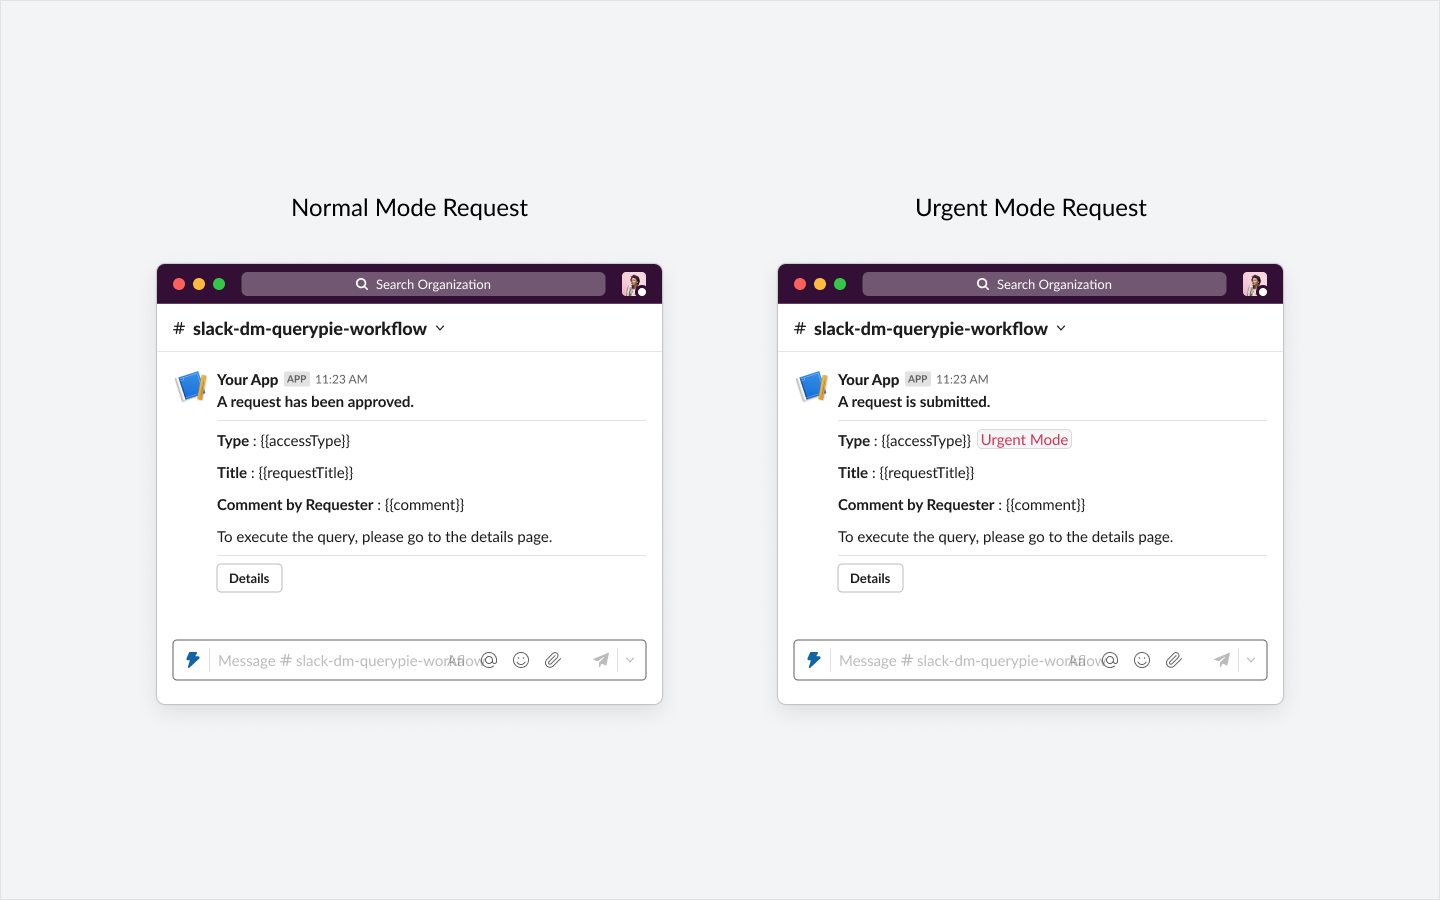 Normal Mode Request
Search Organization
# slack-dm-querypie-workflow
Your App APP 11:23 AM
A request has been approved.
Type : {{accessType}}
Title : {{requestTitle}}
Comment by Requester : {{comment}}
To execute the query, please go to the details page.
Details
Message # slack-dm-querypie-workflow Aa
Urgent Mode Request
Search Organization
# slack-dm-querypie-workflow
Your App APP 11:23 AM
A request is submitted.
Type : {{accessType}} Urgent Mode
Title : {{requestTitle}}
Comment by Requester : {{comment}}
To execute the query, please go to the details page.
Details
Message # slack-dm-querypie-workflow Aa